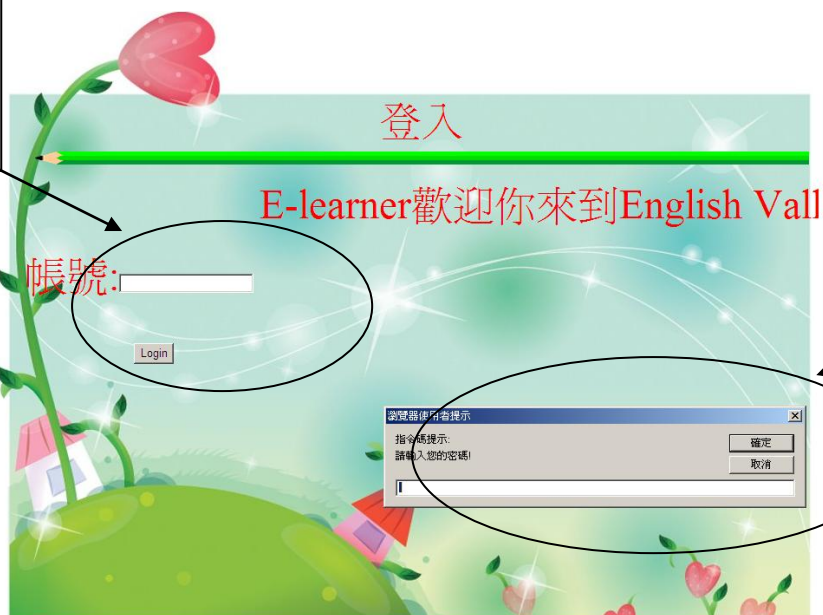 登入
E-learner歡迎你來到English Vall
帳號:
Login
瀏覽器使用者提示
指令碼提示:
請輸入您的密碼!
確定
取消